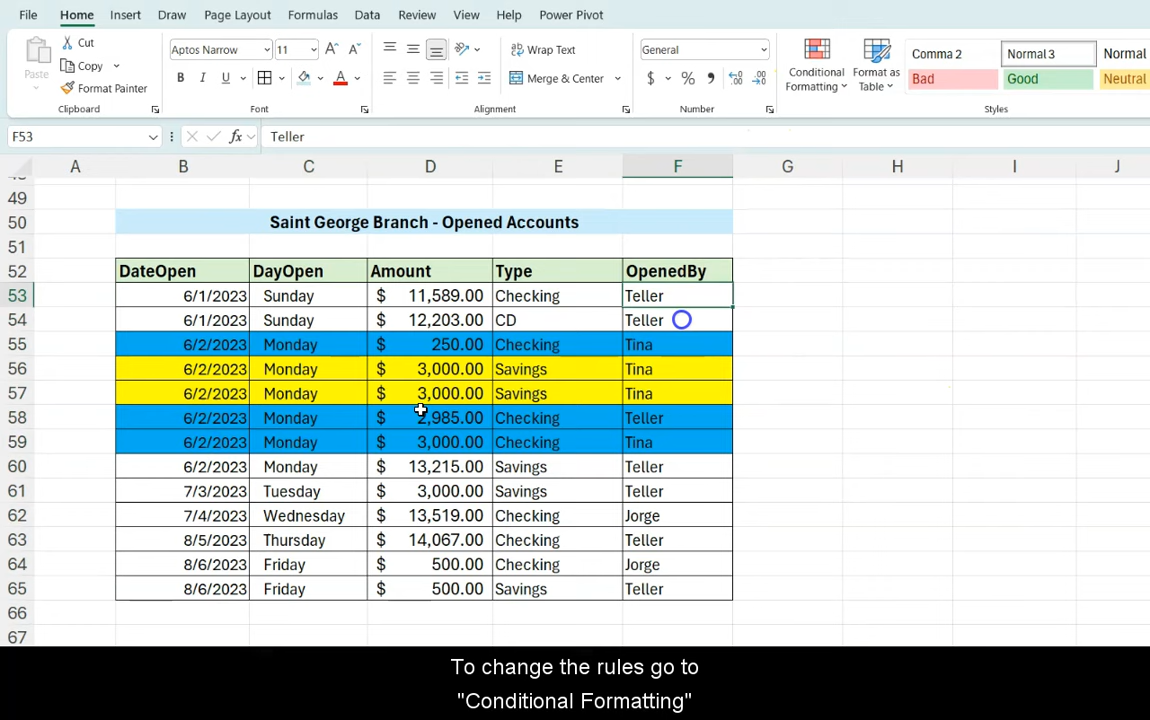 File Home Insert Draw Page Layout Formulas Data Review View Help Power Pivot
Paste Cut Copy Format Painter Clipboard
Aptos Narrow 11 A A B I U A Font
ab Wrap Text Merge & Center Alignment
General $ % , Number
Conditional Formatting Format as Table Comma 2 Normal 3 Normal Bad Good Neutral Styles
F53 fx Teller
A B C D E F G H I J
49
50 Saint George Branch - Opened Accounts
51
52 DateOpen DayOpen Amount Type OpenedBy
53 6/1/2023 Sunday $ 11,589.00 Checking Teller
54 6/1/2023 Sunday $ 12,203.00 CD Teller
55 6/2/2023 Monday $ 250.00 Checking Tina
56 6/2/2023 Monday $ 3,000.00 Savings Tina
57 6/2/2023 Monday $ 3,000.00 Savings Tina
58 6/2/2023 Monday $ 2,985.00 Checking Teller
59 6/2/2023 Monday $ 3,000.00 Checking Tina
60 6/2/2023 Monday $ 13,215.00 Savings Teller
61 7/3/2023 Tuesday $ 3,000.00 Savings Teller
62 7/4/2023 Wednesday $ 13,519.00 Checking Jorge
63 8/5/2023 Thursday $ 14,067.00 Checking Teller
64 8/6/2023 Friday $ 500.00 Checking Jorge
65 8/6/2023 Friday $ 500.00 Savings Teller
66
67
To change the rules go to
"Conditional Formatting"